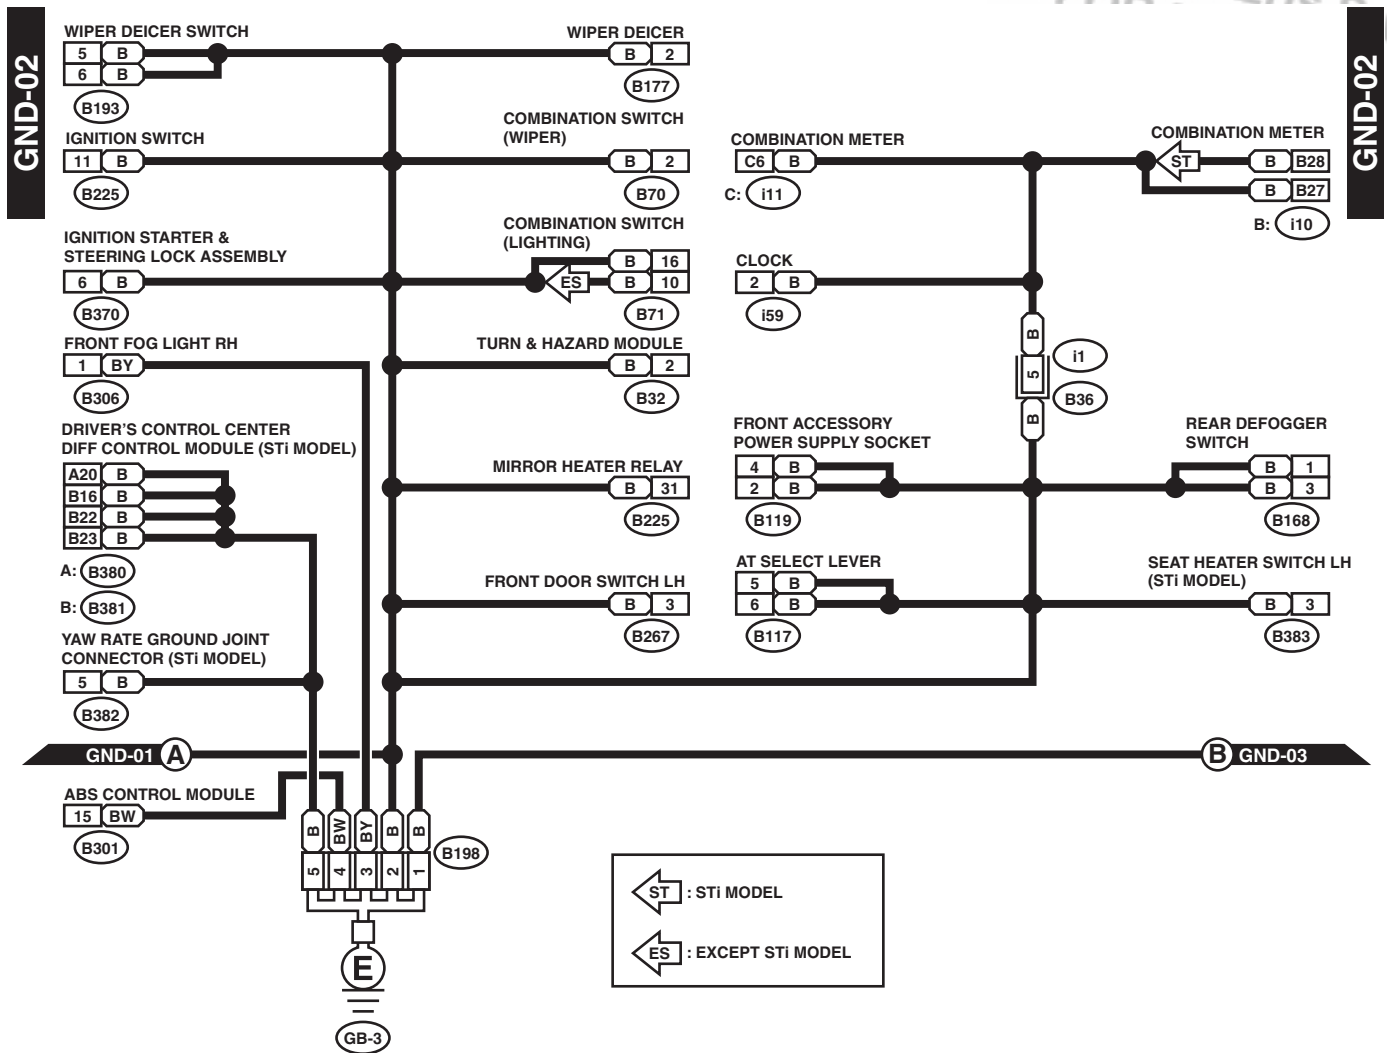 GND-02
GND-02
WIPER DEICER SWITCH
5 B
6 B
B193
WIPER DEICER
B 2
B177
IGNITION SWITCH
11 B
B225
COMBINATION SWITCH
(WIPER)
B 2
B70
COMBINATION METER
C6 B
C: i11
COMBINATION METER
ST
B B28
B B27
B: i10
IGNITION STARTER &
STEERING LOCK ASSEMBLY
6 B
B370
COMBINATION SWITCH
(LIGHTING)
B 16
ES
B 10
B71
CLOCK
2 B
i59
FRONT FOG LIGHT RH
1 BY
B306
TURN & HAZARD MODULE
B 2
B32
B
i1
5
B36
B
DRIVER'S CONTROL CENTER
DIFF CONTROL MODULE (STi MODEL)
A20 B
B16 B
B22 B
B23 B
A: B380
B: B381
MIRROR HEATER RELAY
B 31
B225
FRONT ACCESSORY
POWER SUPPLY SOCKET
4 B
2 B
B119
REAR DEFOGGER
SWITCH
B 1
B 3
B168
FRONT DOOR SWITCH LH
B 3
B267
AT SELECT LEVER
5 B
6 B
B117
SEAT HEATER SWITCH LH
(STi MODEL)
B 3
B383
YAW RATE GROUND JOINT
CONNECTOR (STi MODEL)
5 B
B382
GND-01 A
B GND-03
ABS CONTROL MODULE
15 BW
B301
B BW BY B B
5 4 3 2 1
B198
E
GB-3
ST : STi MODEL
ES : EXCEPT STi MODEL